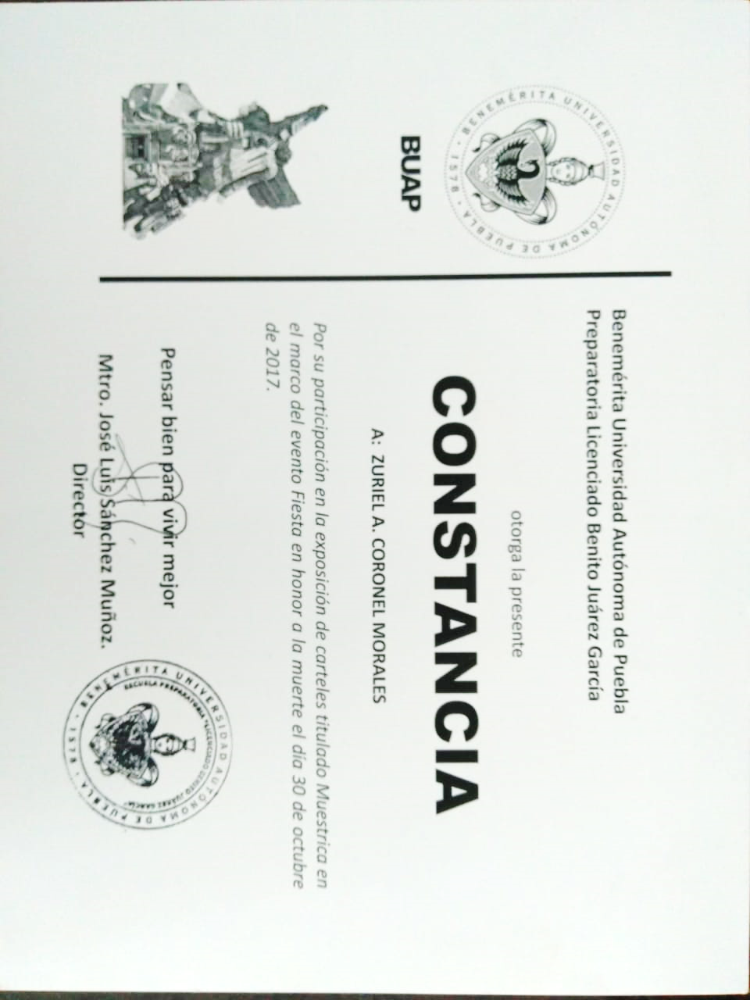 BENEMÉRITA UNIVERSIDAD AUTÓNOMA DE PUEBLA • 1578 •
BUAP
Benemérita Universidad Autónoma de Puebla
Preparatoria Licenciado Benito Juárez García
otorga la presente
CONSTANCIA
A: ZURIEL A. CORONEL MORALES
Por su participación en la exposición de carteles titulado Muestrica en
el marco del evento Fiesta en honor a la muerte el día 30 de octubre
de 2017.
Pensar bien para vivir mejor
Mtro. José Luis Sánchez Muñoz.
Director
BENEMÉRITA UNIVERSIDAD AUTÓNOMA DE PUEBLA • 1578 •
ESCUELA PREPARATORIA "LICENCIADO BENITO JUÁREZ GARCÍA"